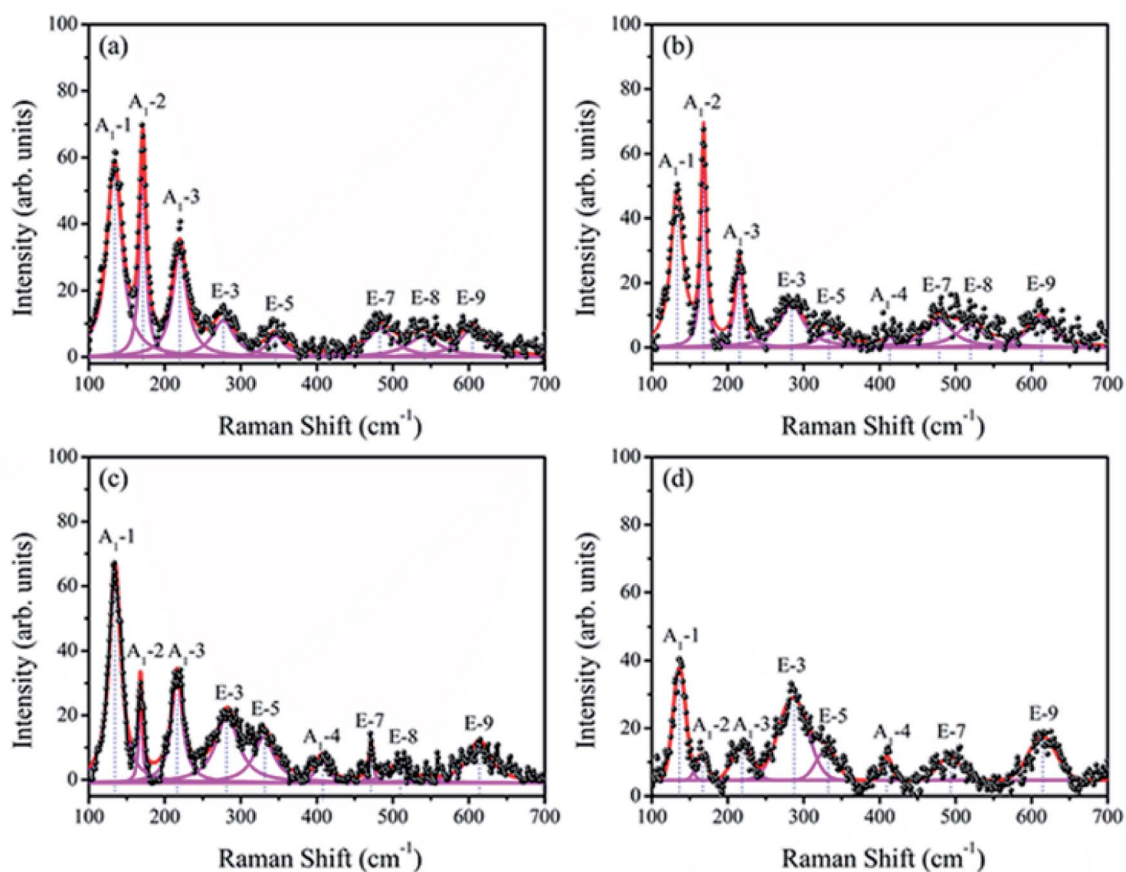 (a)
A₁-1
A₁-2
A₁-3
E-3
E-5
E-7
E-8
E-9
100
80
60
40
20
0
Intensity (arb. units)
100 200 300 400 500 600 700
Raman Shift (cm⁻¹)
(b)
A₁-1
A₁-2
A₁-3
E-3
E-5
A₁-4
E-7
E-8
E-9
100
80
60
40
20
0
Intensity (arb. units)
100 200 300 400 500 600 700
Raman Shift (cm⁻¹)
(c)
A₁-1
A₁-2
A₁-3
E-3
E-5
A₁-4
E-7
E-8
E-9
100
80
60
40
20
0
Intensity (arb. units)
100 200 300 400 500 600 700
Raman Shift (cm⁻¹)
(d)
A₁-1
A₁-2
A₁-3
E-3
E-5
A₁-4
E-7
E-9
100
80
60
40
20
0
Intensity (arb. units)
100 200 300 400 500 600 700
Raman Shift (cm⁻¹)